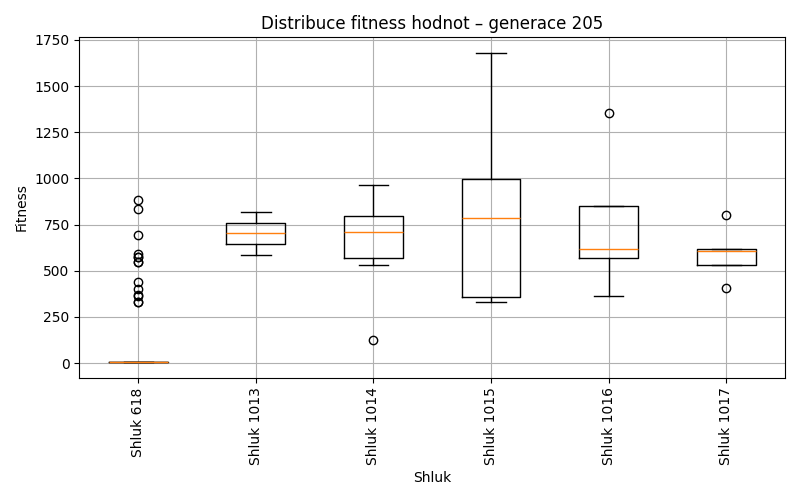 Distribuce fitness hodnot – generace 205
1750
1500
1250
1000
750
500
250
0
Fitness
Shluk 618
Shluk 1013
Shluk 1014
Shluk 1015
Shluk 1016
Shluk 1017
Shluk